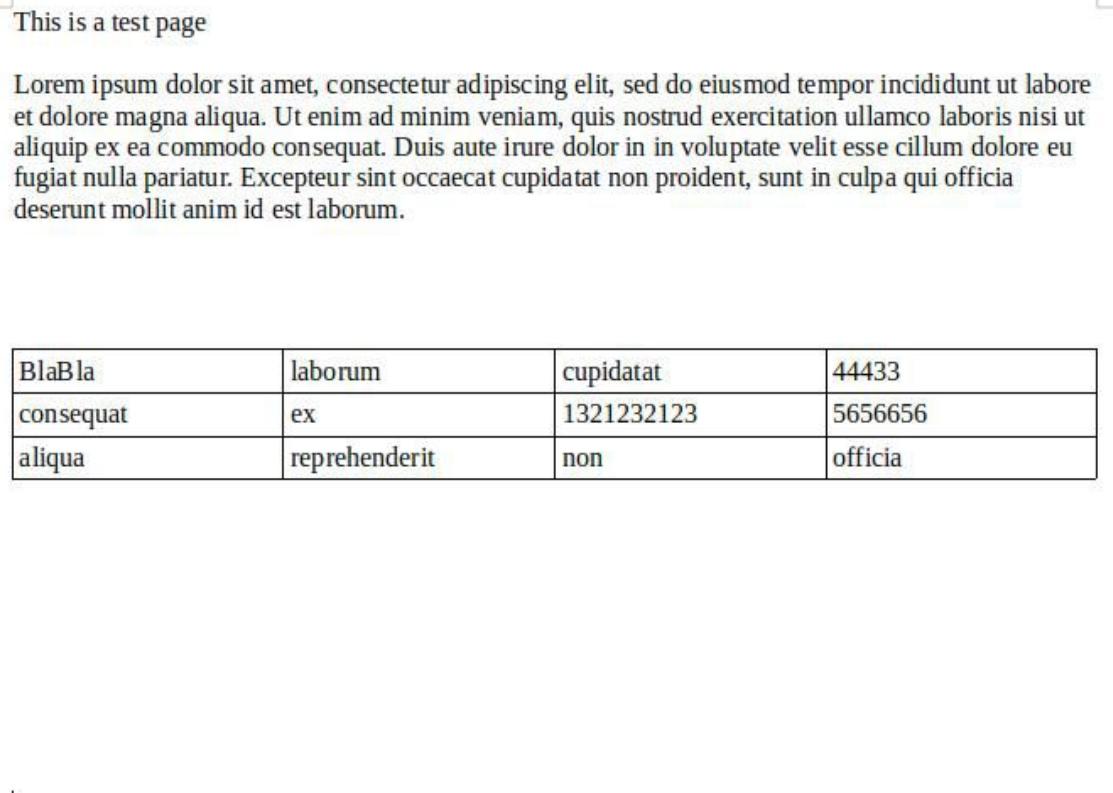 This is a test page
Lorem ipsum dolor sit amet, consectetur adipiscing elit, sed do eiusmod tempor incididunt ut labore
et dolore magna aliqua. Ut enim ad minim veniam, quis nostrud exercitation ullamco laboris nisi ut
aliquip ex ea commodo consequat. Duis aute irure dolor in in voluptate velit esse cillum dolore eu
fugiat nulla pariatur. Excepteur sint occaecat cupidatat non proident, sunt in culpa qui officia
deserunt mollit anim id est laborum.
BlaBla laborum cupidatat 44433
consequat ex 1321232123 5656656
aliqua reprehenderit non officia